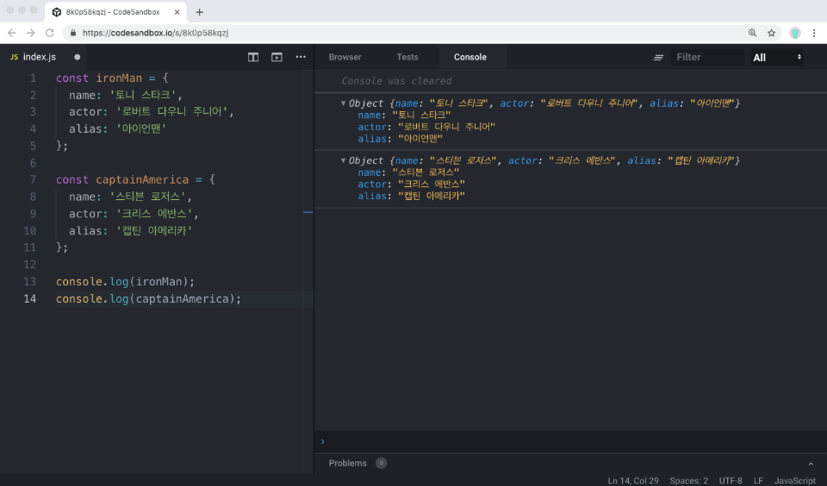 8k0p58kqzj - CodeSandbox
https://codesandbox.io/s/8k0p58kqzj
JS index.js
1 const ironMan = {
2 name: '토니 스타크',
3 actor: '로버트 다우니 주니어',
4 alias: '아이언맨'
5 };
6
7 const captainAmerica = {
8 name: '스티븐 로저스',
9 actor: '크리스 에반스',
10 alias: '캡틴 아메리카'
11 };
12
13 console.log(ironMan);
14 console.log(captainAmerica);
Browser Tests Console Filter All
Console was cleared
Object {name: "토니 스타크", actor: "로버트 다우니 주니어", alias: "아이언맨"}
name: "토니 스타크"
actor: "로버트 다우니 주니어"
alias: "아이언맨"
Object {name: "스티븐 로저스", actor: "크리스 에반스", alias: "캡틴 아메리카"}
name: "스티븐 로저스"
actor: "크리스 에반스"
alias: "캡틴 아메리카"
Problems 0
Ln 14, Col 29 Spaces: 2 UTF-8 LF JavaScript